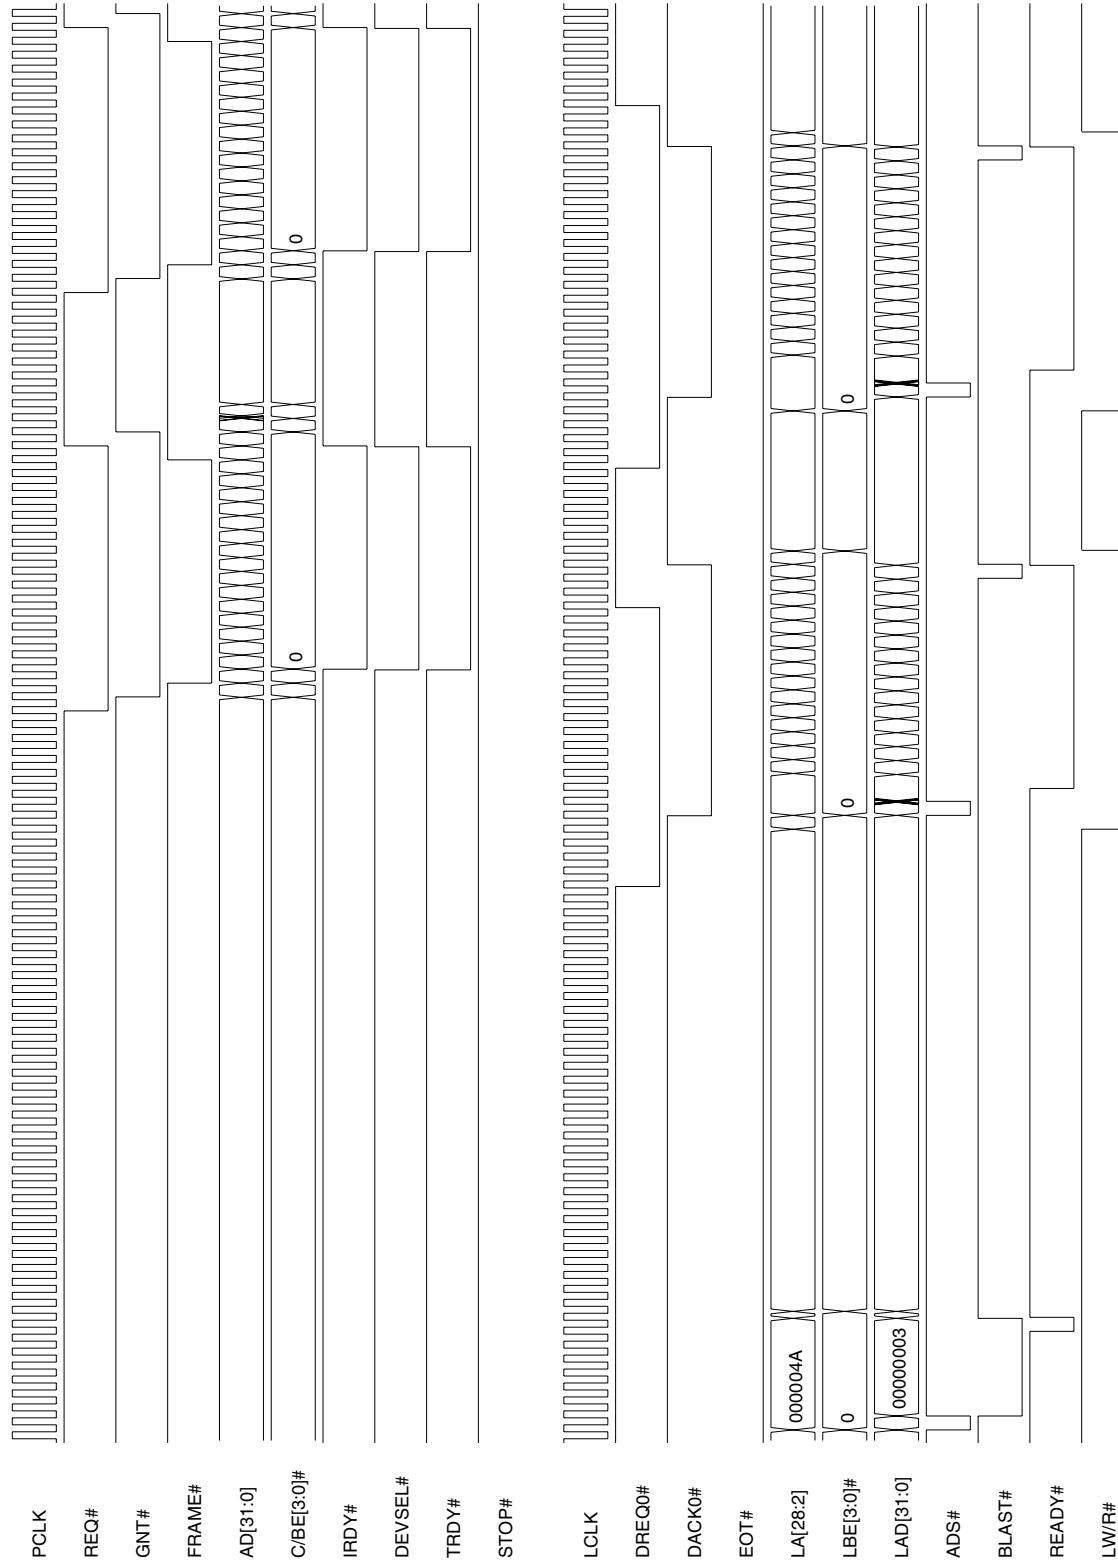 PCLK
REQ#
GNT#
FRAME#
AD[31:0]
C/BE[3:0]#
0
0
IRDY#
DEVSEL#
TRDY#
STOP#
LCLK
DREQ0#
DACK0#
EOT#
LA[28:2]
000004A
LBE[3:0]#
0
0
0
LAD[31:0]
00000003
ADS#
BLAST#
READY#
LW/R#